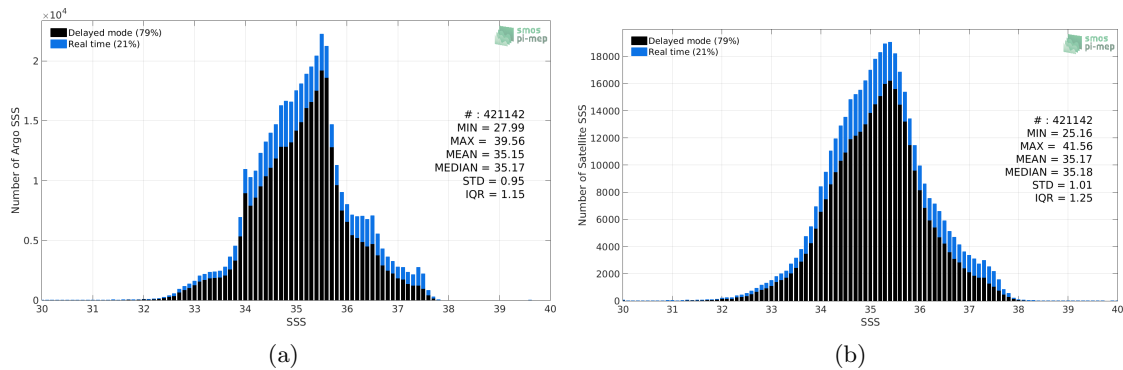 ×10⁴
Delayed mode (79%)
Real time (21%)
smos
pi-mep
2
1.5
1
0.5
0
Number of Argo SSS
# : 421142
MIN = 27.99
MAX = 39.56
MEAN = 35.15
MEDIAN = 35.17
STD = 0.95
IQR = 1.15
30 31 32 33 34 35 36 37 38 39 40
SSS
(a)
Delayed mode (79%)
Real time (21%)
smos
pi-mep
18000
16000
14000
12000
10000
8000
6000
4000
2000
0
Number of Satellite SSS
# : 421142
MIN = 25.16
MAX = 41.56
MEAN = 35.17
MEDIAN = 35.18
STD = 1.01
IQR = 1.25
30 31 32 33 34 35 36 37 38 39 40
SSS
(b)